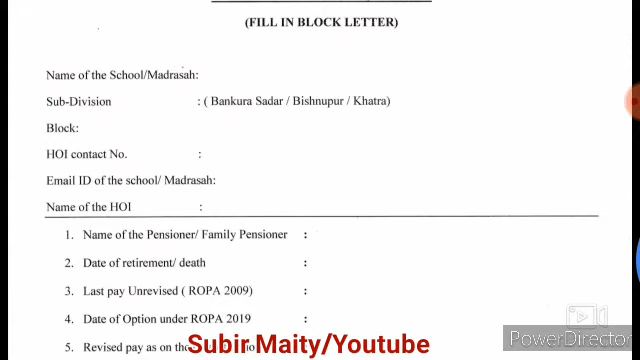 (FILL IN BLOCK LETTER)
Name of the School/Madrasah:
Sub-Division : ( Bankura Sadar / Bishnupur / Khatra)
Block:
HOI contact No. :
Email ID of the school/ Madrasah:
Name of the HOI :
1. Name of the Pensioner/ Family Pensioner :
2. Date of retirement/ death :
3. Last pay Unrevised ( ROPA 2009) :
4. Date of Option under ROPA 2019 :
5. Revised pay as on
Subir Maity/Youtube
PowerDirector